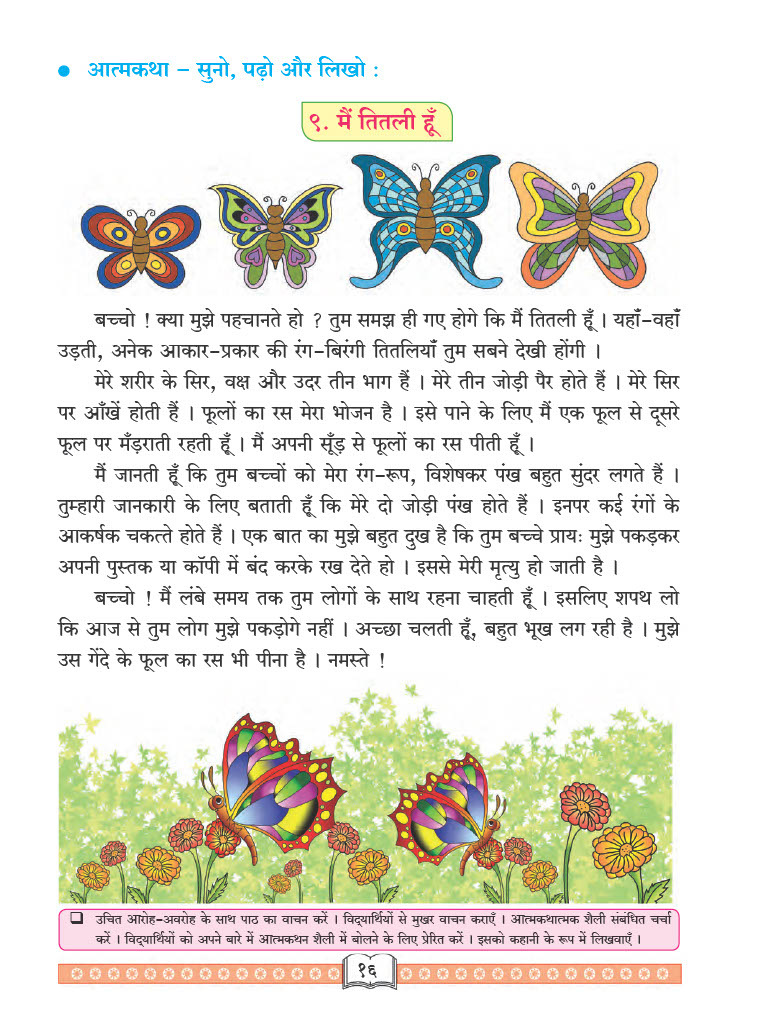 ● आत्मकथा – सुनो, पढ़ो और लिखो :
९. मैं तितली हूँ
बच्चो ! क्या मुझे पहचानते हो ? तुम समझ ही गए होगे कि मैं तितली हूँ । यहाँ-वहाँ
उड़ती, अनेक आकार-प्रकार की रंग-बिरंगी तितलियाँ तुम सबने देखी होंगी ।
मेरे शरीर के सिर, वक्ष और उदर तीन भाग हैं । मेरे तीन जोड़ी पैर होते हैं । मेरे सिर
पर आँखें होती हैं । फूलों का रस मेरा भोजन है । इसे पाने के लिए मैं एक फूल से दूसरे
फूल पर मँड़राती रहती हूँ । मैं अपनी सूँड़ से फूलों का रस पीती हूँ ।
मैं जानती हूँ कि तुम बच्चों को मेरा रंग-रूप, विशेषकर पंख बहुत सुंदर लगते हैं ।
तुम्हारी जानकारी के लिए बताती हूँ कि मेरे दो जोड़ी पंख होते हैं । इनपर कई रंगों के
आकर्षक चकत्ते होते हैं । एक बात का मुझे बहुत दुख है कि तुम बच्चे प्रायः मुझे पकड़कर
अपनी पुस्तक या कॉपी में बंद करके रख देते हो । इससे मेरी मृत्यु हो जाती है ।
बच्चो ! मैं लंबे समय तक तुम लोगों के साथ रहना चाहती हूँ । इसलिए शपथ लो
कि आज से तुम लोग मुझे पकड़ोगे नहीं । अच्छा चलती हूँ, बहुत भूख लग रही है । मुझे
उस गेंदे के फूल का रस भी पीना है । नमस्ते !
❑ उचित आरोह-अवरोह के साथ पाठ का वाचन करें । विद्यार्थियों से मुखर वाचन कराएँ । आत्मकथात्मक शैली संबंधित चर्चा
करें । विद्यार्थियों को अपने बारे में आत्मकथन शैली में बोलने के लिए प्रेरित करें । इसको कहानी के रूप में लिखवाएँ ।
१६